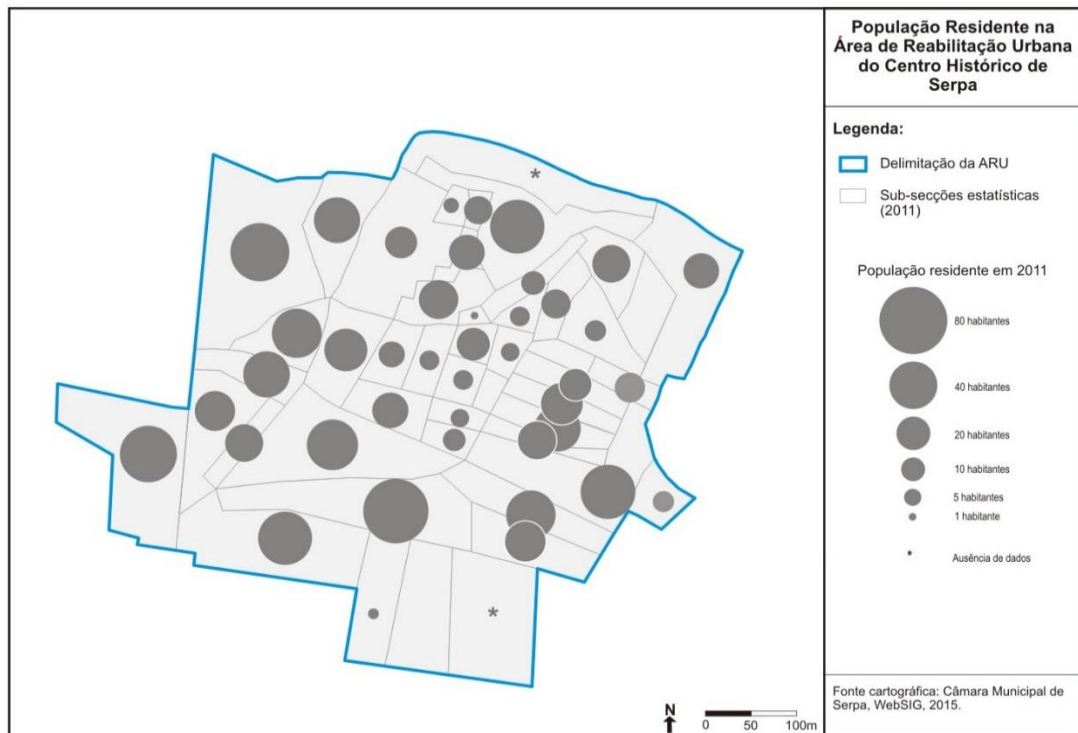 População Residente na
Área de Reabilitação Urbana
do Centro Histórico de
Serpa
Legenda:
Delimitação da ARU
Sub-secções estatísticas
(2011)
População residente em 2011
80 habitantes
40 habitantes
20 habitantes
10 habitantes
5 habitantes
1 habitante
* Ausência de dados
*
*
N
0 50 100m
Fonte cartográfica: Câmara Municipal de
Serpa, WebSIG, 2015.